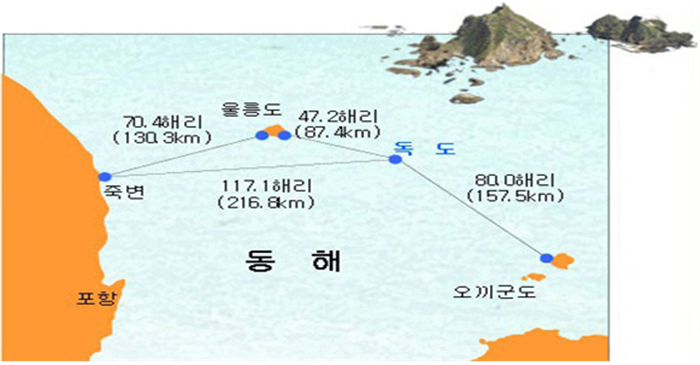 울릉도
70.4해리
(130.3km)
47.2해리
(87.4km)
독 도
죽변
117.1해리
(216.8km)
80.0해리
(157.5km)
동 해
포항
오끼군도